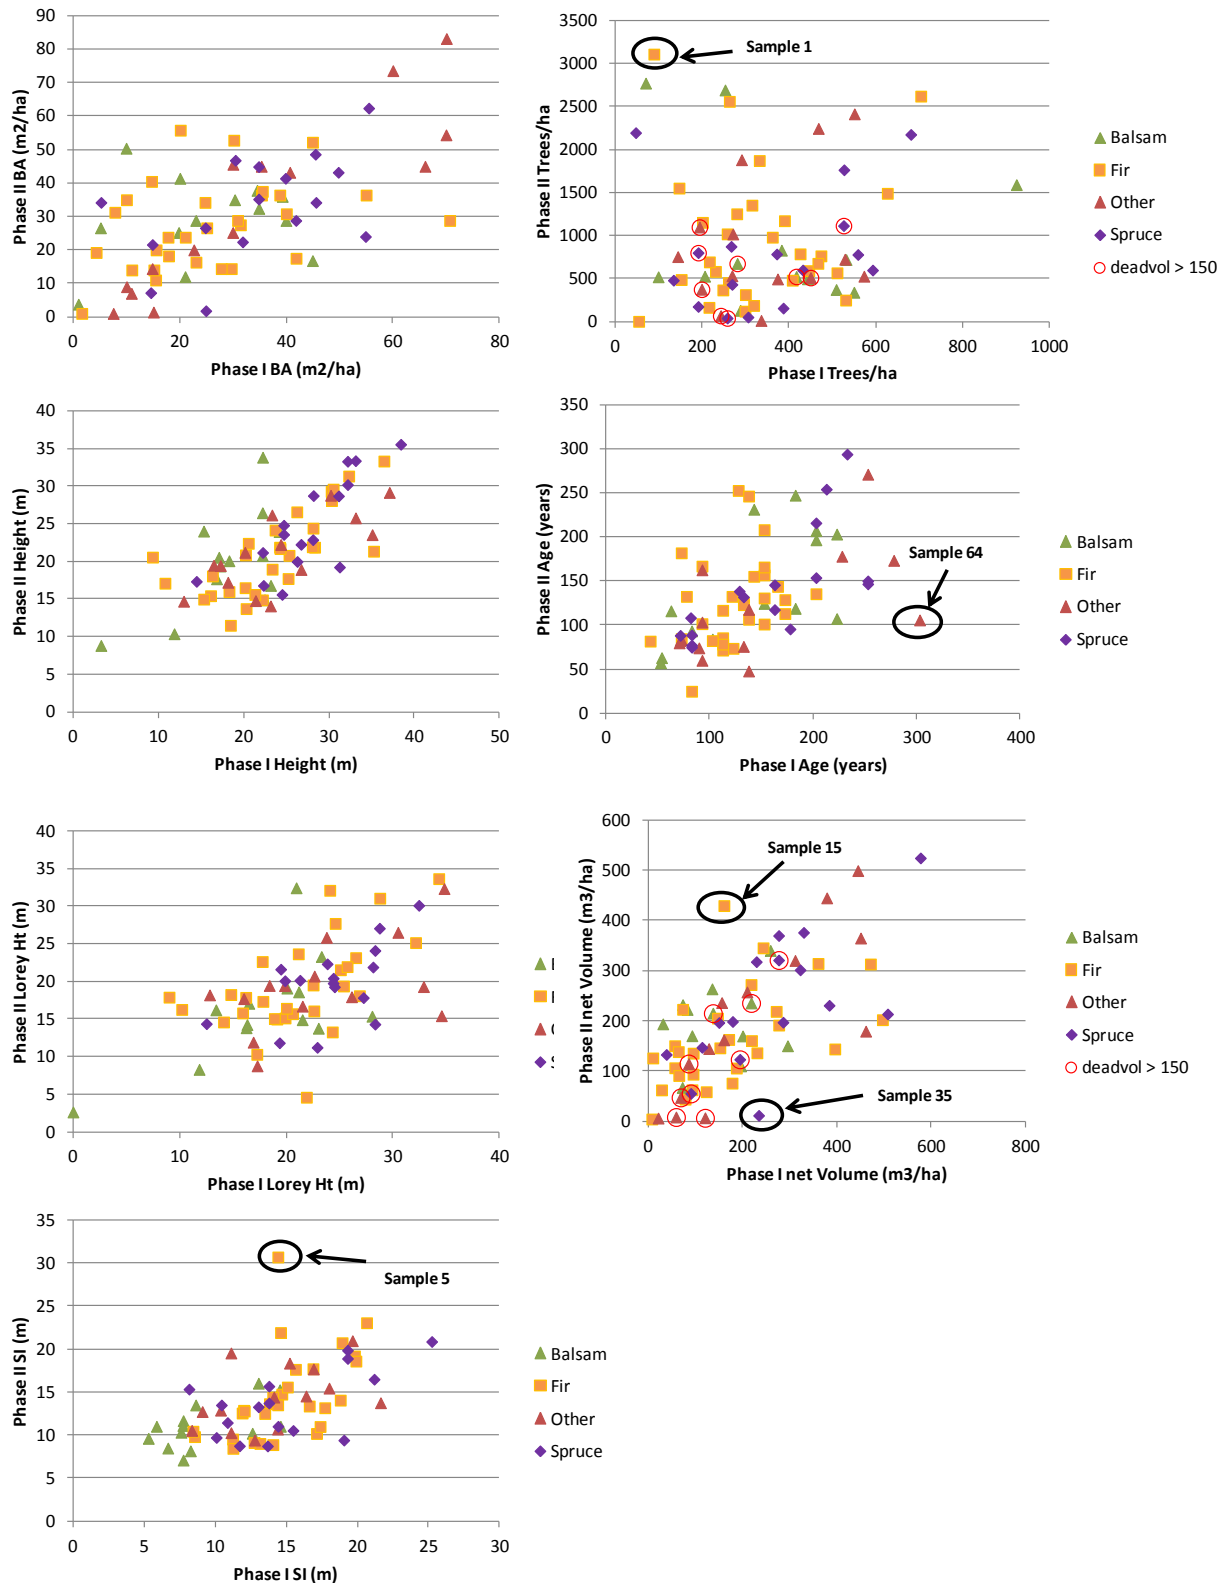 90
80
70
60
50
40
30
20
10
0
0
20
40
60
80
Phase II BA (m2/ha)
Phase I BA (m2/ha)
3500
3000
2500
2000
1500
1000
500
0
0
200
400
600
800
1000
Phase II Trees/ha
Phase I Trees/ha
Sample 1
Balsam
Fir
Other
Spruce
deadvol > 150
40
35
30
25
20
15
10
5
0
0
10
20
30
40
50
Phase II Height (m)
Phase I Height (m)
350
300
250
200
150
100
50
0
0
100
200
300
400
Phase II Age (years)
Phase I Age (years)
Sample 64
Balsam
Fir
Other
Spruce
40
35
30
25
20
15
10
5
0
0
10
20
30
40
Phase II Lorey Ht (m)
Phase I Lorey Ht (m)
600
500
400
300
200
100
0
0
200
400
600
800
Phase II net Volume (m3/ha)
Phase I net Volume (m3/ha)
Sample 15
Sample 35
Balsam
Fir
Other
Spruce
deadvol > 150
35
30
25
20
15
10
5
0
0
5
10
15
20
25
30
Phase II SI (m)
Phase I SI (m)
Sample 5
Balsam
Fir
Other
Spruce